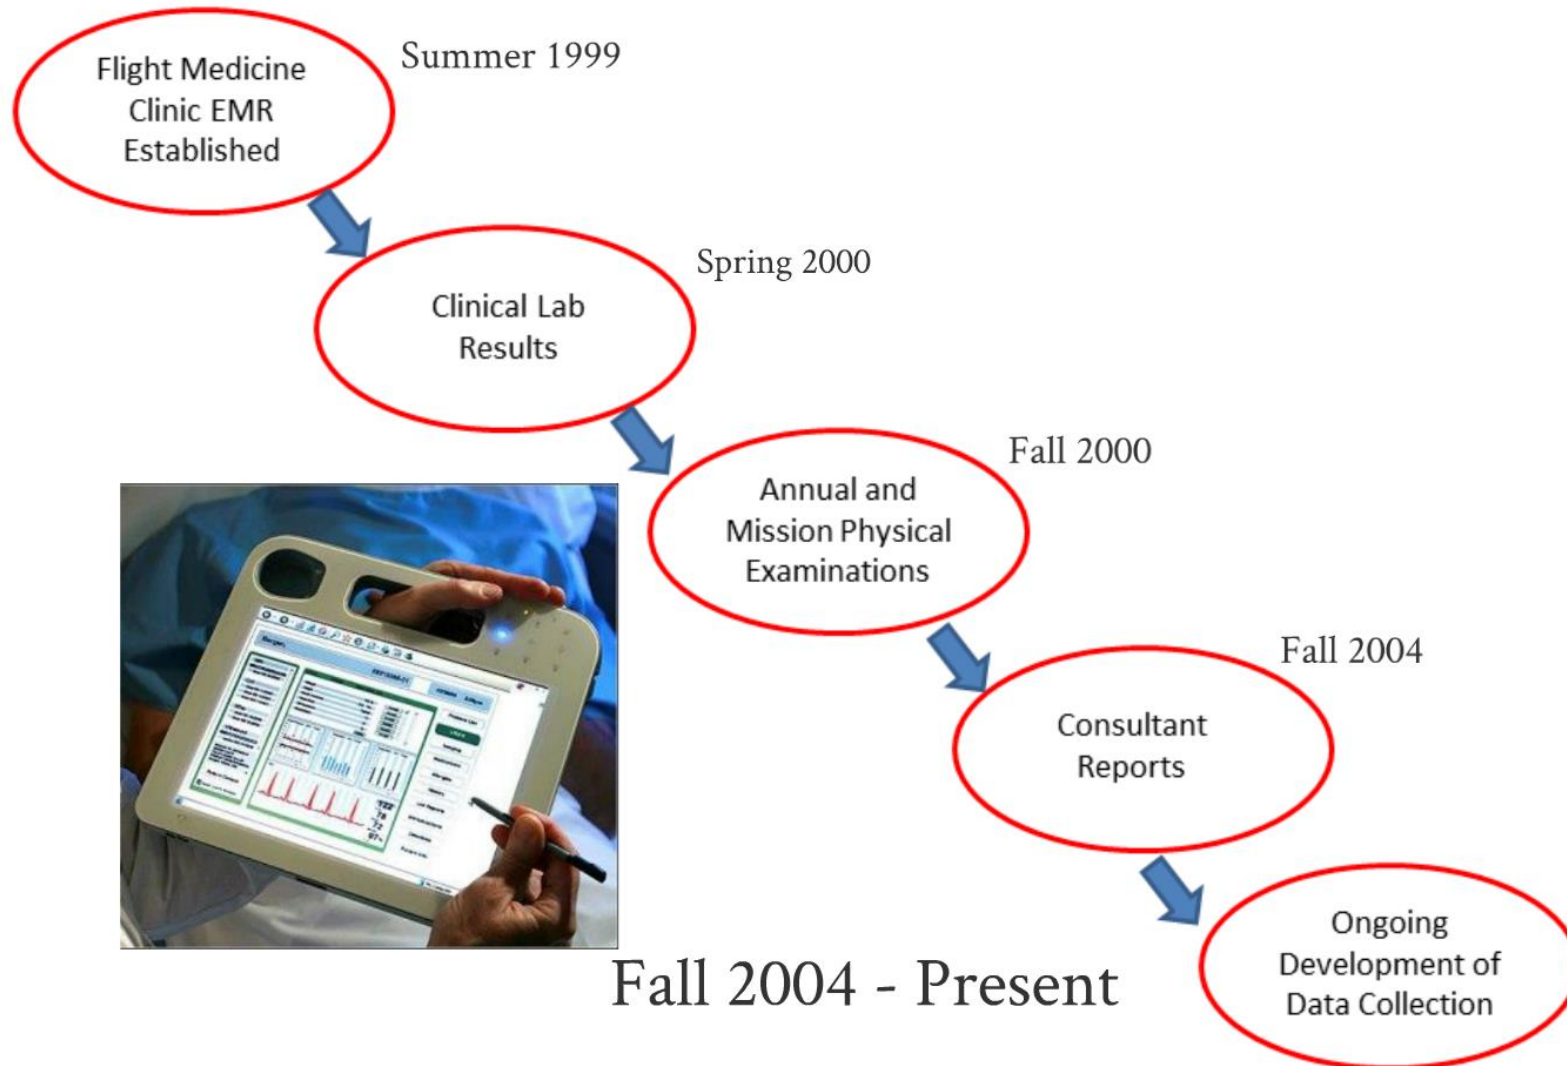 Flight Medicine
Clinic EMR
Established
Summer 1999
Clinical Lab
Results
Spring 2000
Annual and
Mission Physical
Examinations
Fall 2000
Consultant
Reports
Fall 2004
Ongoing
Development of
Data Collection
Fall 2004 - Present